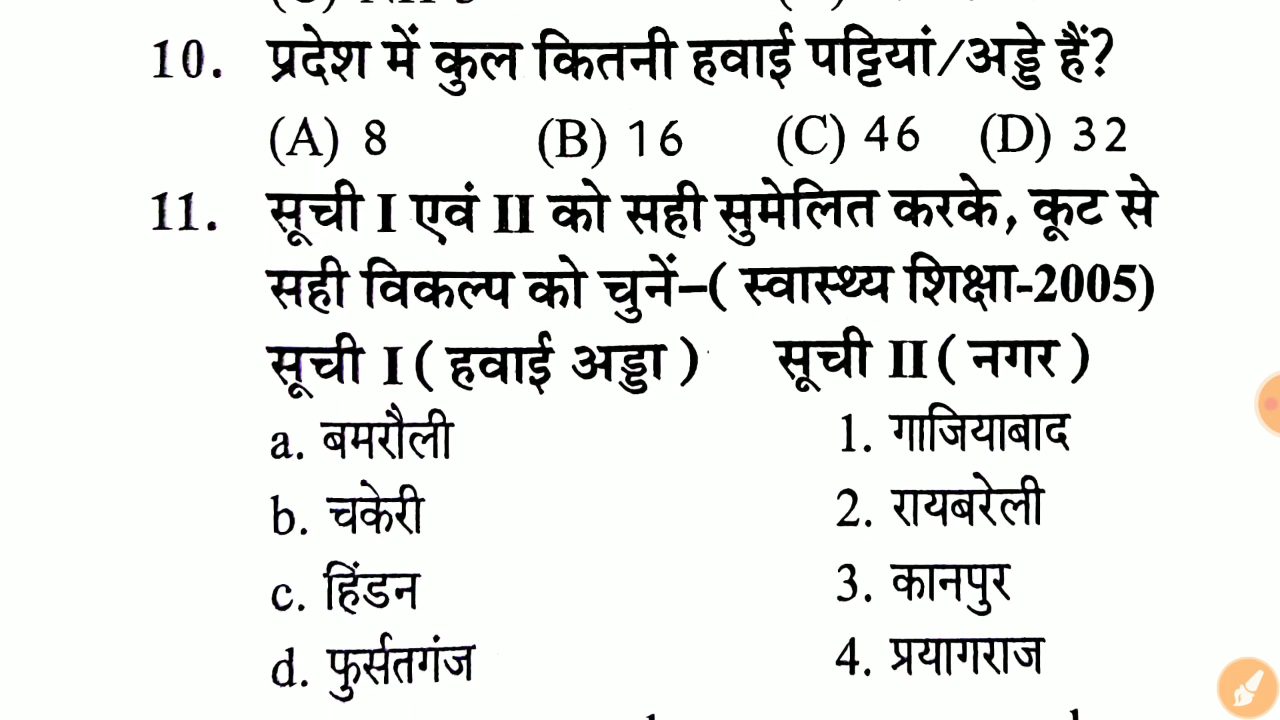 10. प्रदेश में कुल कितनी हवाई पट्टियां/अड्डे हैं?
(A) 8 (B) 16 (C) 46 (D) 32
11. सूची I एवं II को सही सुमेलित करके, कूट से
सही विकल्प को चुनें–( स्वास्थ्य शिक्षा-2005)
सूची I ( हवाई अड्डा ) सूची II ( नगर )
a. बमरौली 1. गाजियाबाद
b. चकेरी 2. रायबरेली
c. हिंडन 3. कानपुर
d. फुर्सतगंज 4. प्रयागराज